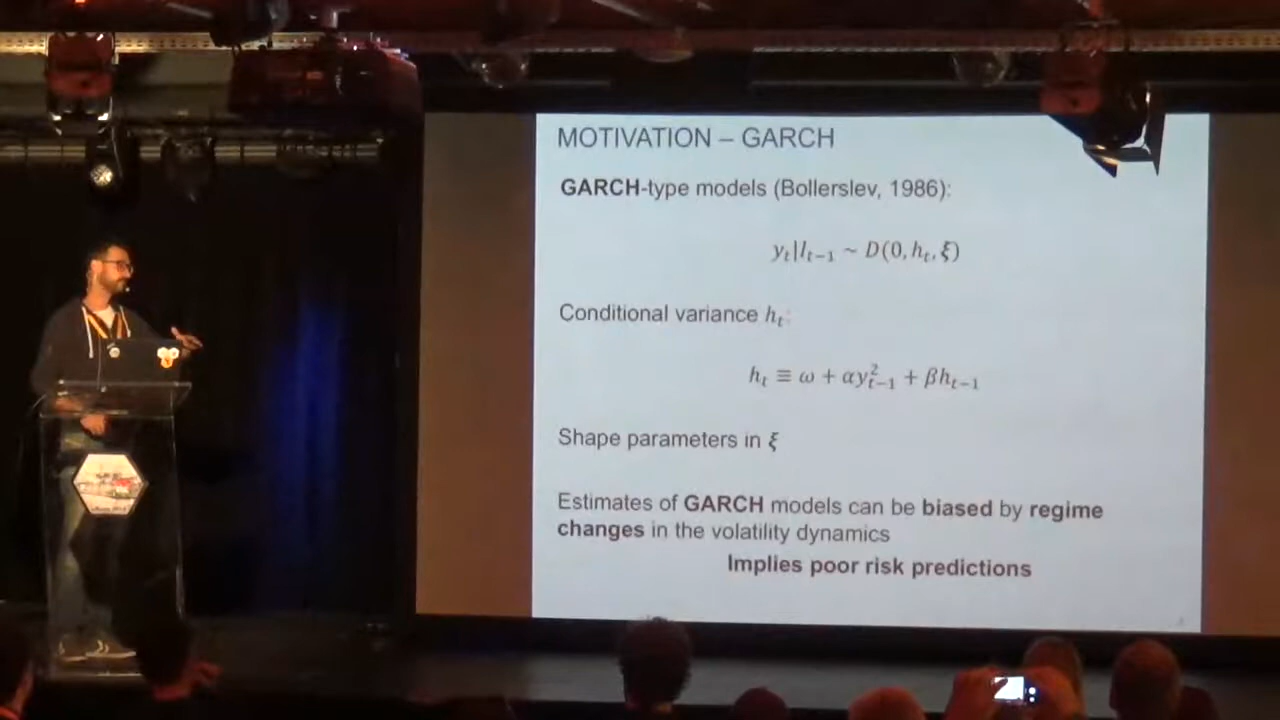 MOTIVATION – GARCH
GARCH-type models (Bollerslev, 1986):
y_t|I_{t−1} ~ D(0, h_t, ξ)
Conditional variance h_t:
h_t ≡ ω + αy²_{t−1} + βh_{t−1}
Shape parameters in ξ
Estimates of GARCH models can be biased by regime
changes in the volatility dynamics
Implies poor risk predictions